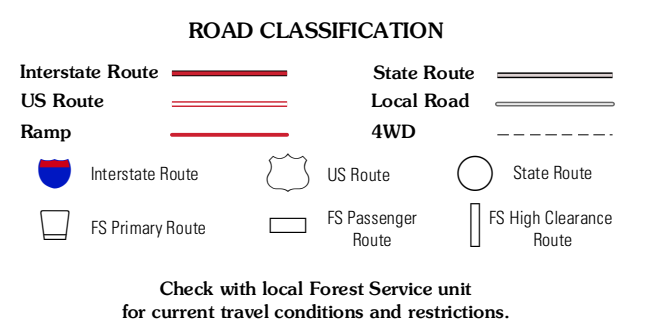 ROAD CLASSIFICATION
Interstate Route
State Route
US Route
Local Road
Ramp
4WD
Interstate Route
US Route
State Route
FS Primary Route
FS Passenger
Route
FS High Clearance
Route
Check with local Forest Service unit
for current travel conditions and restrictions.